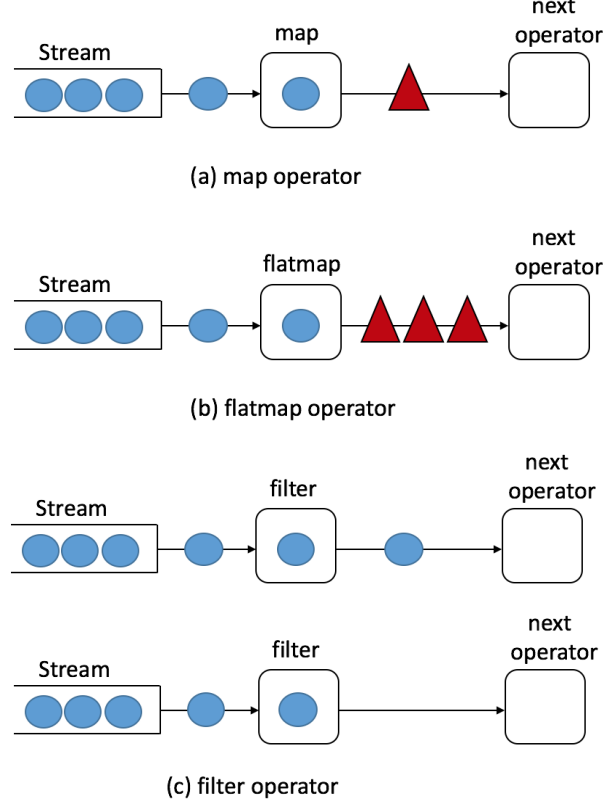 Stream
map
next
operator
(a) map operator
Stream
flatmap
next
operator
(b) flatmap operator
Stream
filter
next
operator
Stream
filter
next
operator
(c) filter operator